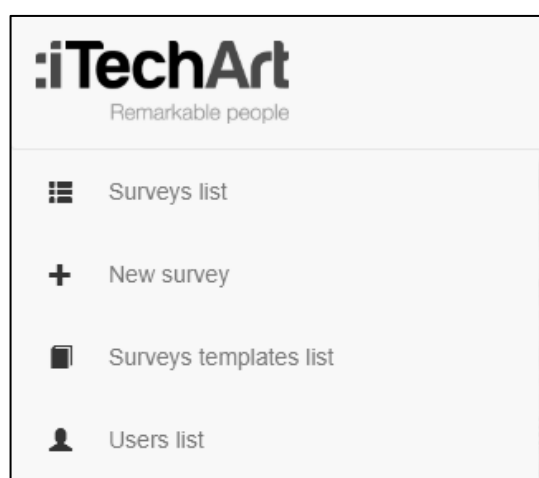 :iTechArt
Remarkable people
Surveys list
New survey
Surveys templates list
Users list